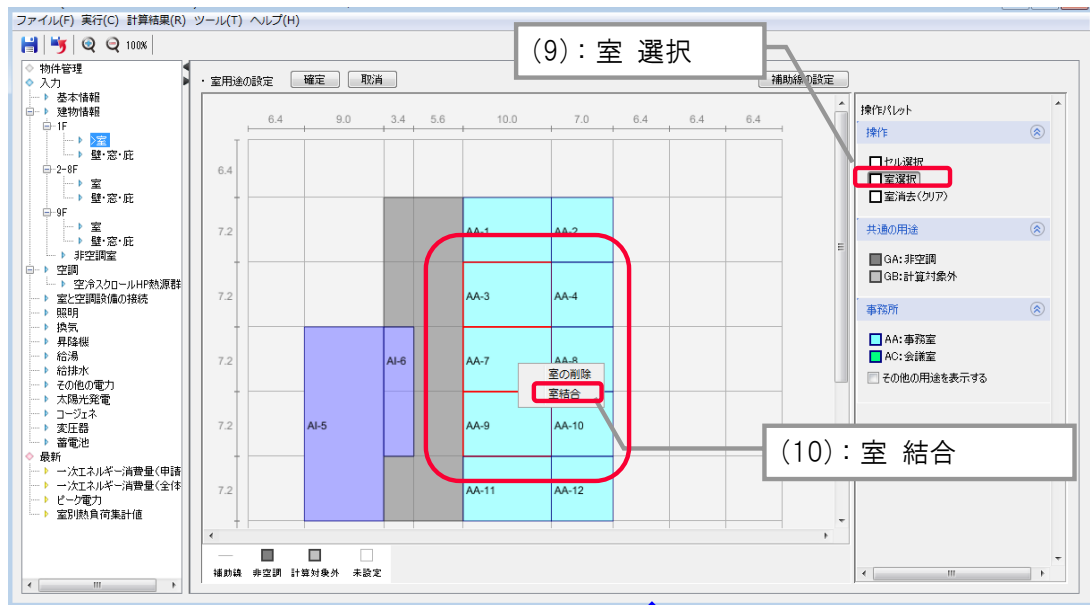 ファイル(F) 実行(C) 計算結果(R) ツール(T) ヘルプ(H)
100%
物件管理
入力
基本情報
建物情報
1F
>室
壁・窓・庇
2-8F
室
壁・窓・庇
9F
室
壁・窓・庇
非空調室
空調
空冷スクロールHP熱源群
室と空調設備の接続
照明
換気
昇降機
給湯
給排水
その他の電力
太陽光発電
コージェネ
変圧器
蓄電池
最新
一次エネルギー消費量(申請
一次エネルギー消費量(全体
ピーク電力
室別熱負荷集計値
・室用途の設定 確定 取消 補助線の設定
(9):室 選択
6.4 9.0 3.4 5.6 10.0 7.0 6.4 6.4 6.4
6.4
7.2 AA-1 AA-2
7.2 AA-3 AA-4
7.2 AI-6 AA-7 AA-8
室の削除
室結合
7.2 AI-5 AA-9 AA-10
7.2 AA-11 AA-12
(10):室 結合
補助線 非空調 計算対象外 未設定
操作パレット
操作
セル選択
室選択
室消去(クリア)
共通の用途
GA:非空調
GB:計算対象外
事務所
AA:事務室
AC:会議室
その他の用途を表示する